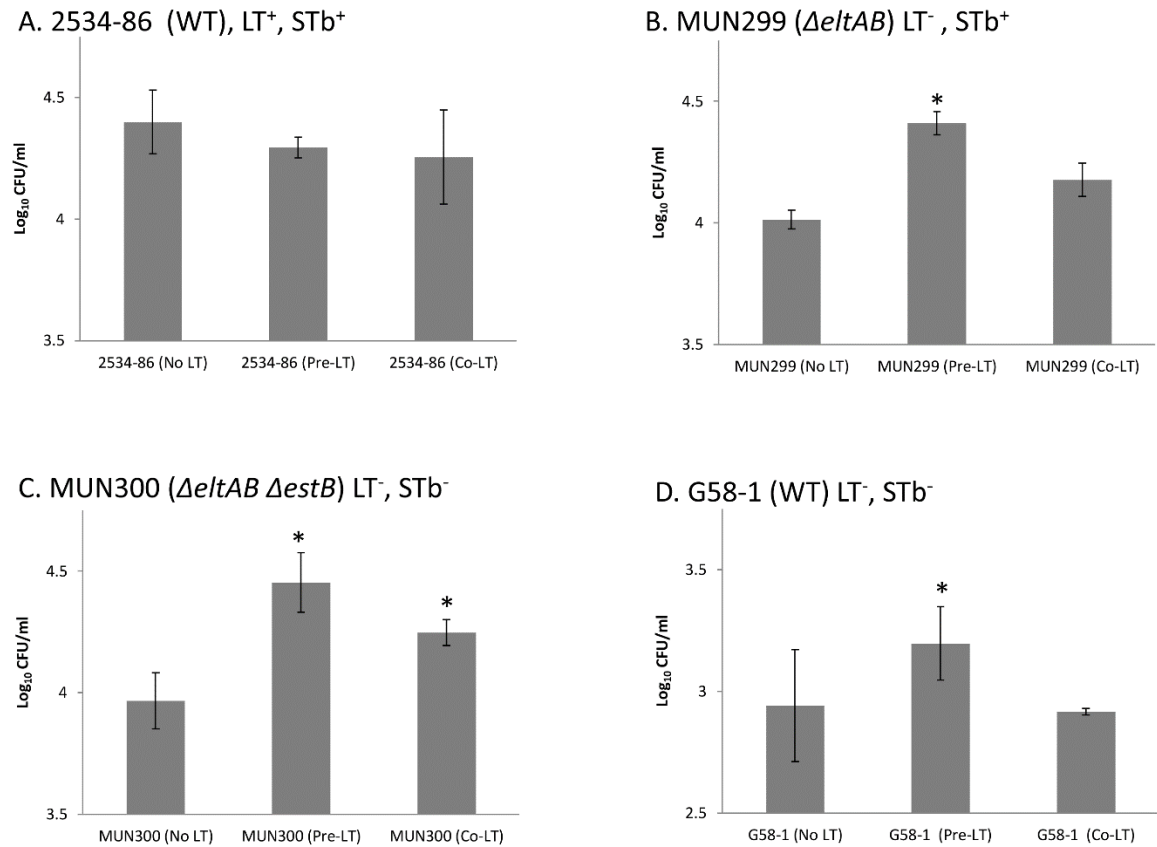 A. 2534-86 (WT), LT⁺, STb⁺
4.5
4
3.5
Log₁₀ CFU/ml
2534-86 (No LT)
2534-86 (Pre-LT)
2534-86 (Co-LT)
B. MUN299 (ΔeltAB) LT⁻ , STb⁺
*
4.5
4
3.5
Log₁₀ CFU/ml
MUN299 (No LT)
MUN299 (Pre-LT)
MUN299 (Co-LT)
C. MUN300 (ΔeltAB ΔestB) LT⁻, STb⁻
*
*
4.5
4
3.5
Log₁₀ CFU/ml
MUN300 (No LT)
MUN300 (Pre-LT)
MUN300 (Co-LT)
D. G58-1 (WT) LT⁻, STb⁻
*
3.5
3
2.5
Log₁₀ CFU/ml
G58-1 (No LT)
G58-1 (Pre-LT)
G58-1 (Co-LT)